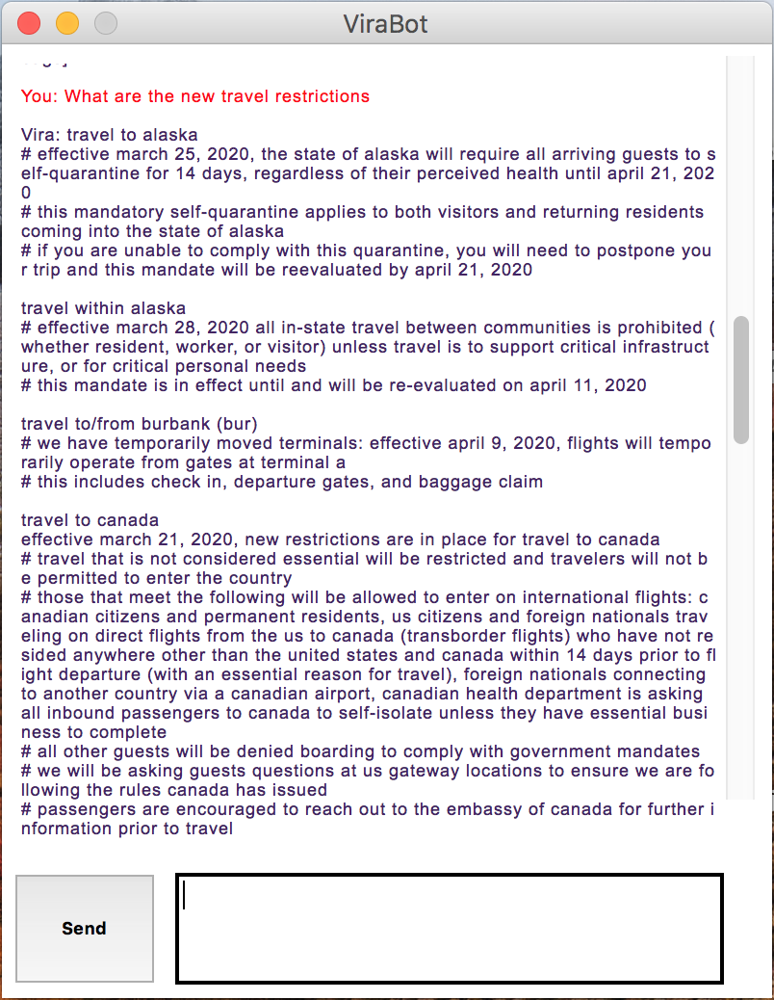 ViraBot
You: What are the new travel restrictions
Vira: travel to alaska
# effective march 25, 2020, the state of alaska will require all arriving guests to s
elf-quarantine for 14 days, regardless of their perceived health until april 21, 202
0
# this mandatory self-quarantine applies to both visitors and returning residents
coming into the state of alaska
# if you are unable to comply with this quarantine, you will need to postpone you
r trip and this mandate will be reevaluated by april 21, 2020
travel within alaska
# effective march 28, 2020 all in-state travel between communities is prohibited (
whether resident, worker, or visitor) unless travel is to support critical infrastruct
ure, or for critical personal needs
# this mandate is in effect until and will be re-evaluated on april 11, 2020
travel to/from burbank (bur)
# we have temporarily moved terminals: effective april 9, 2020, flights will tempo
rarily operate from gates at terminal a
# this includes check in, departure gates, and baggage claim
travel to canada
effective march 21, 2020, new restrictions are in place for travel to canada
# travel that is not considered essential will be restricted and travelers will not b
e permitted to enter the country
# those that meet the following will be allowed to enter on international flights: c
anadian citizens and permanent residents, us citizens and foreign nationals trav
eling on direct flights from the us to canada (transborder flights) who have not re
sided anywhere other than the united states and canada within 14 days prior to fl
ight departure (with an essential reason for travel), foreign nationals connecting
to another country via a canadian airport, canadian health department is asking
all inbound passengers to canada to self-isolate unless they have essential busi
ness to complete
# all other guests will be denied boarding to comply with government mandates
# we will be asking guests questions at us gateway locations to ensure we are fo
llowing the rules canada has issued
# passengers are encouraged to reach out to the embassy of canada for further i
nformation prior to travel
Send